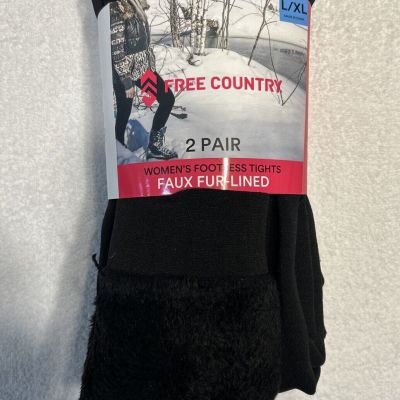 L/XL
FREE COUNTRY
2 PAIR
WOMEN'S FOOTLESS TIGHTS
FAUX FUR-LINED